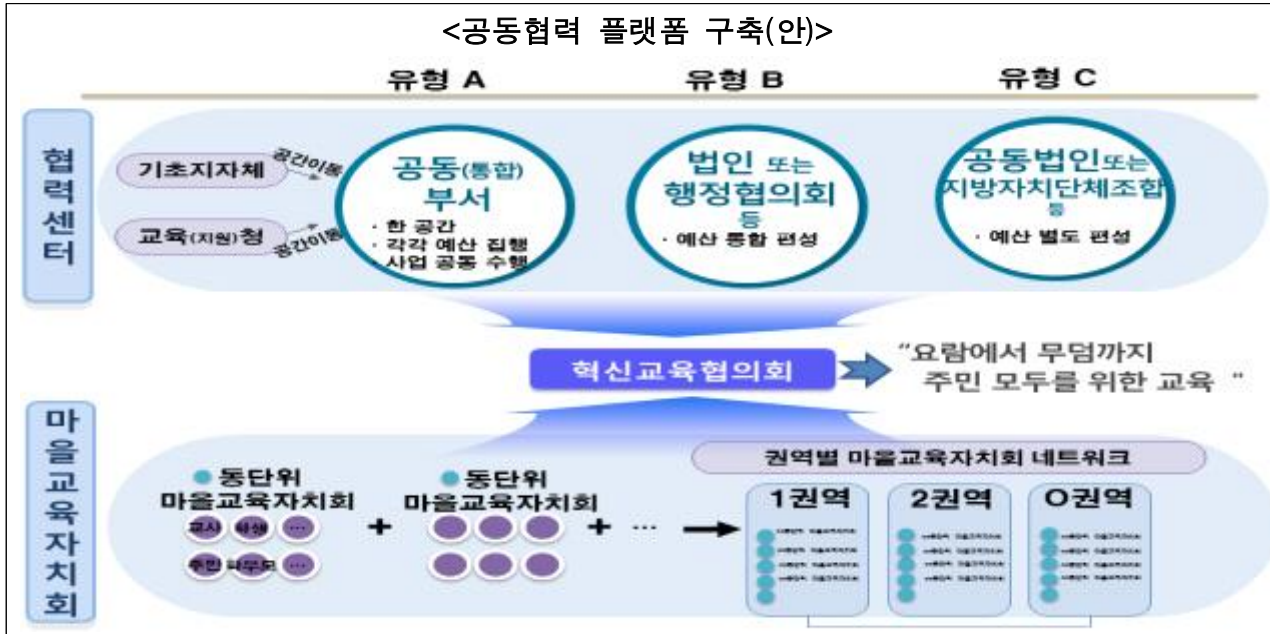 <공동협력 플랫폼 구축(안)>
유형 A
유형 B
유형 C
협력센터
기초지자체
공간이동
교육(지원)청
공간이동
공동(통합)
부서
· 한 공간
· 각각 예산 집행
· 사업 공동 수행
법인 또는
행정협의회
등
· 예산 통합 편성
공동법인또는
지방자치단체조합
등
· 예산 별도 편성
혁신교육협의회
"요람에서 무덤까지
주민 모두를 위한 교육 "
마을교육자치회
동단위
마을교육자치회
교사 학생 ...
주민 학부모 ...
+
동단위
마을교육자치회
+ ...
권역별 마을교육자치회 네트워크
1권역
2권역
O권역